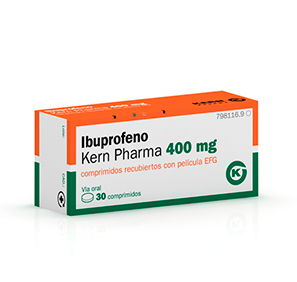 798116.9
Ibuprofeno
Kern Pharma 400 mg
comprimidos recubiertos con película EFG
Vía oral
30 comprimidos
K